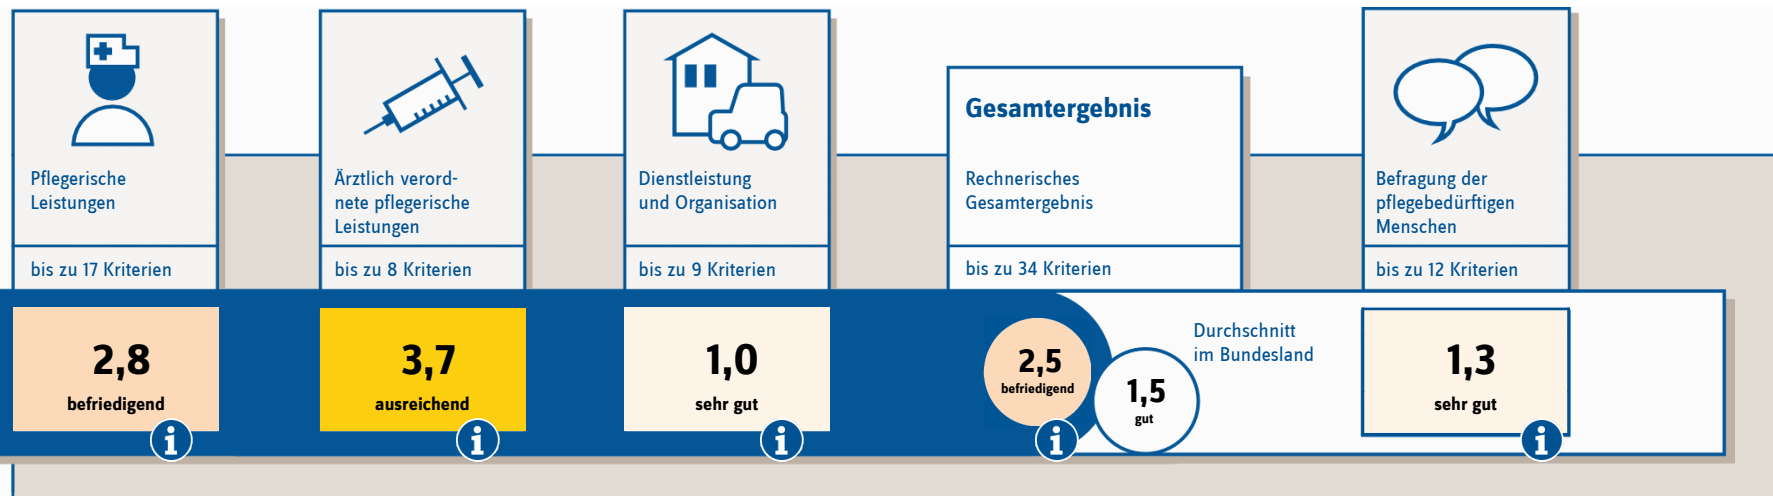 Pflegerische
Leistungen
bis zu 17 Kriterien
2,8
befriedigend
i
Ärztlich verord-
nete pflegerische
Leistungen
bis zu 8 Kriterien
3,7
ausreichend
i
Dienstleistung
und Organisation
bis zu 9 Kriterien
1,0
sehr gut
i
Gesamtergebnis
Rechnerisches
Gesamtergebnis
bis zu 34 Kriterien
2,5
befriedigend
i
1,5
gut
Durchschnitt
im Bundesland
Befragung der
pflegebedürftigen
Menschen
bis zu 12 Kriterien
1,3
sehr gut
i